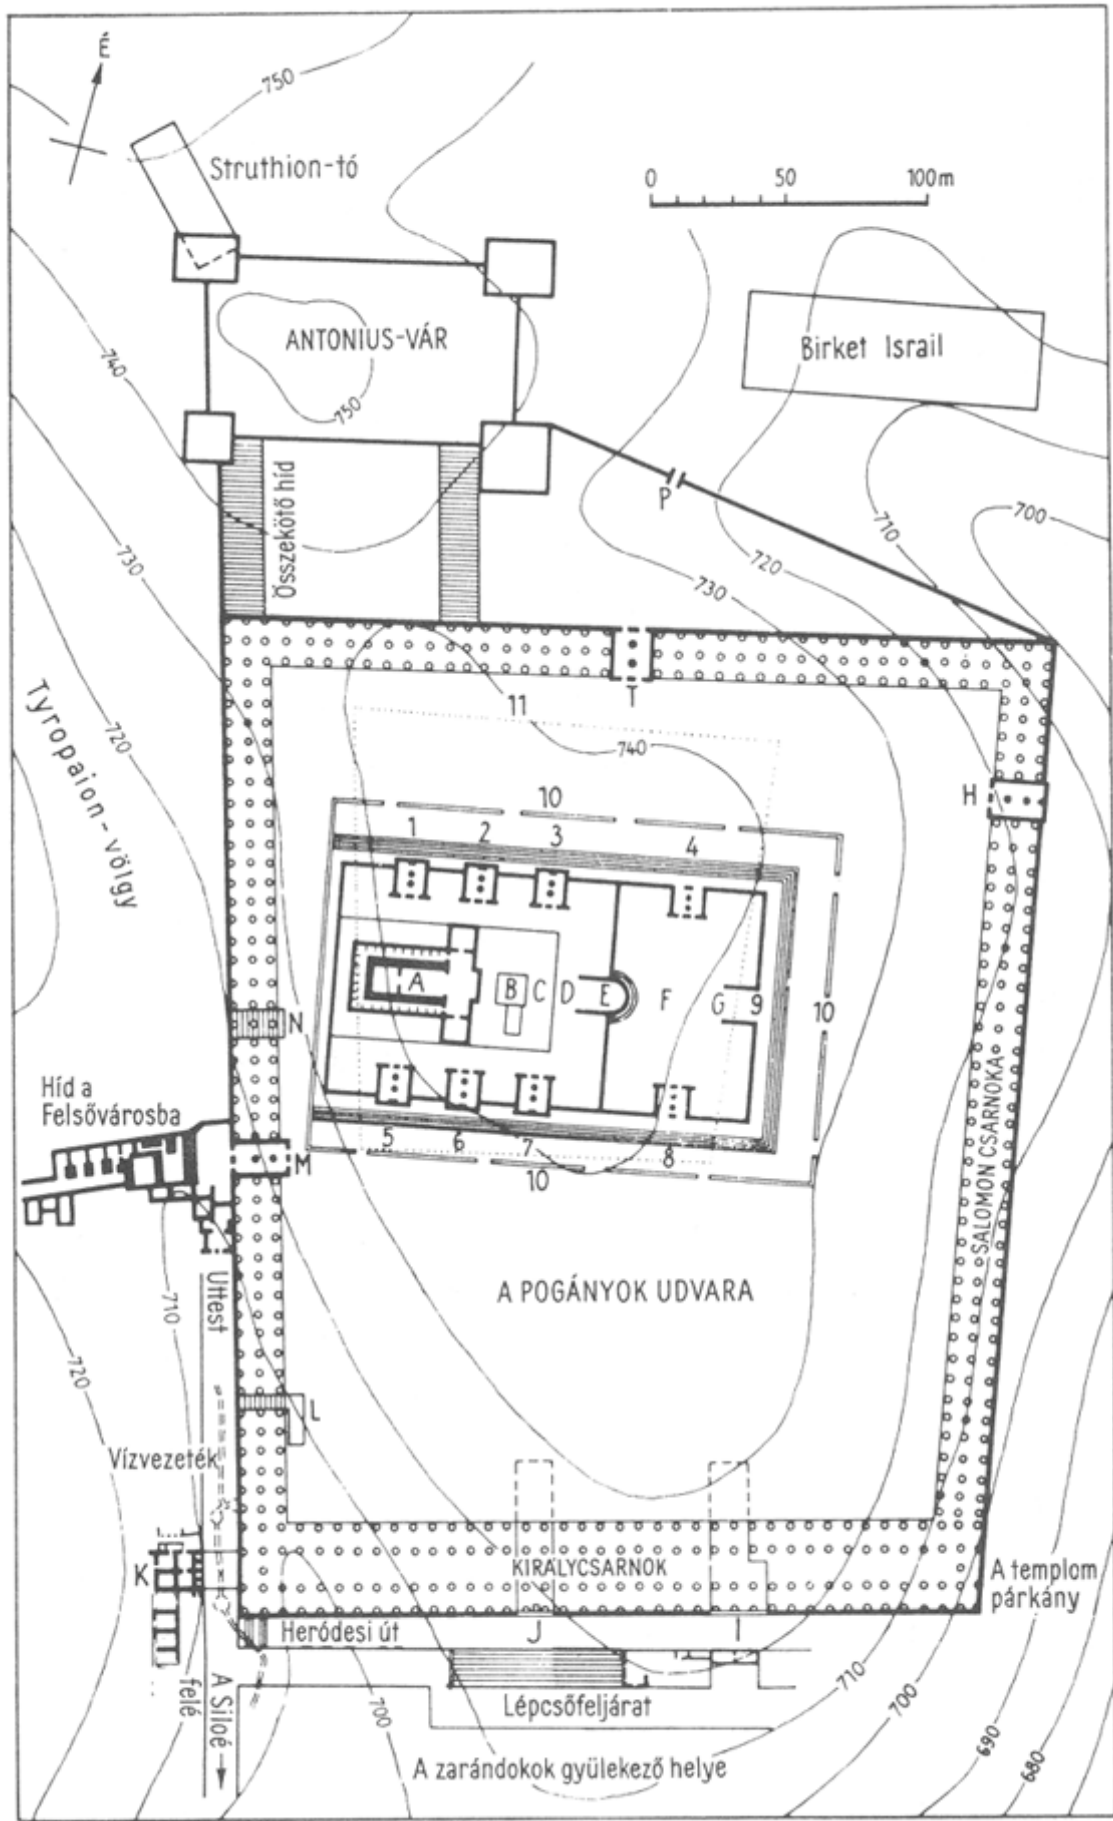 É
750
Struthion-tó
0 50 100m
ANTONIUS-VÁR
750
Birket Israil
740
Összekötő híd
P
710
700
720
730
730
T
11
740
H
Tyropaion-völgy
720
10
1 2 3 4
A B C D E F G 9
10
N
SALOMON CSARNOKA
Híd a
Felsővárosba
M
5 6 7 8
10
A POGÁNYOK UDVARA
Úttest
710
720
L
Vízvezeték
K
KIRÁLYCSARNOK
A templom
párkány
Heródesi út
J
I
A Siloé
felé
700
Lépcsőfeljárat
710
700
690
680
A zarándokok gyülekező helye